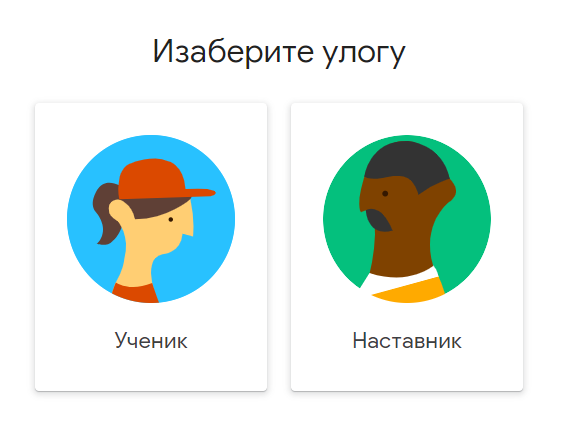 Изаберите улогу
Ученик
Наставник